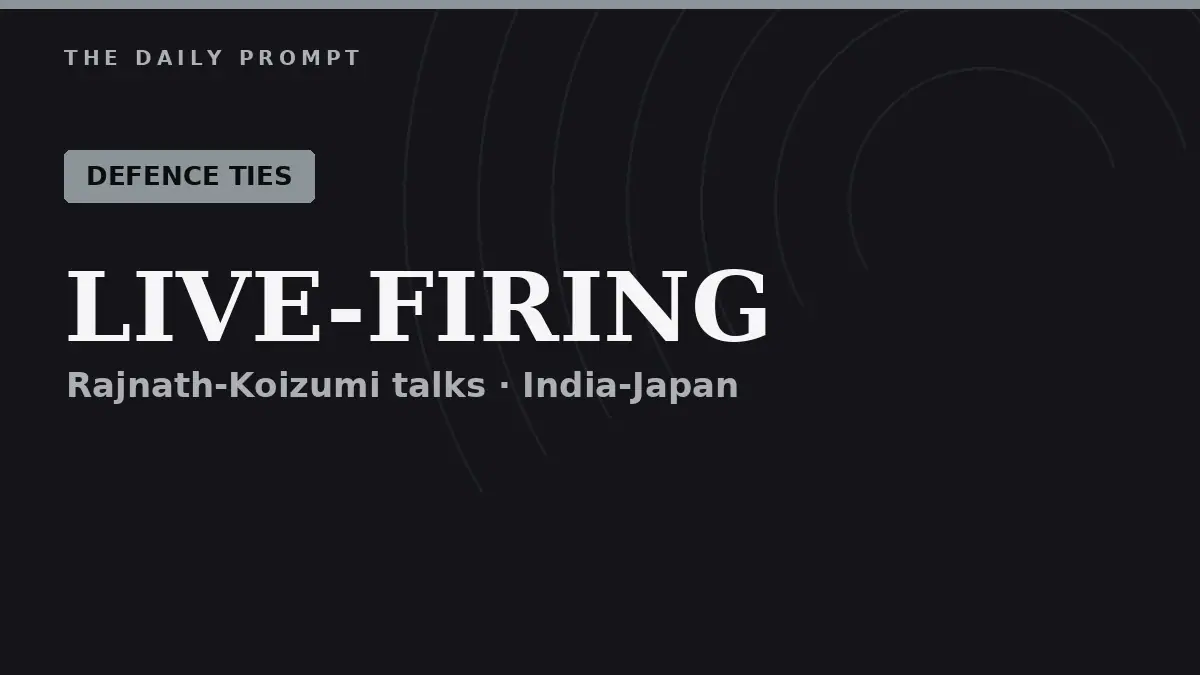 THE DAILY PROMPT
DEFENCE TIES
LIVE-FIRING
Rajnath-Koizumi talks · India-Japan